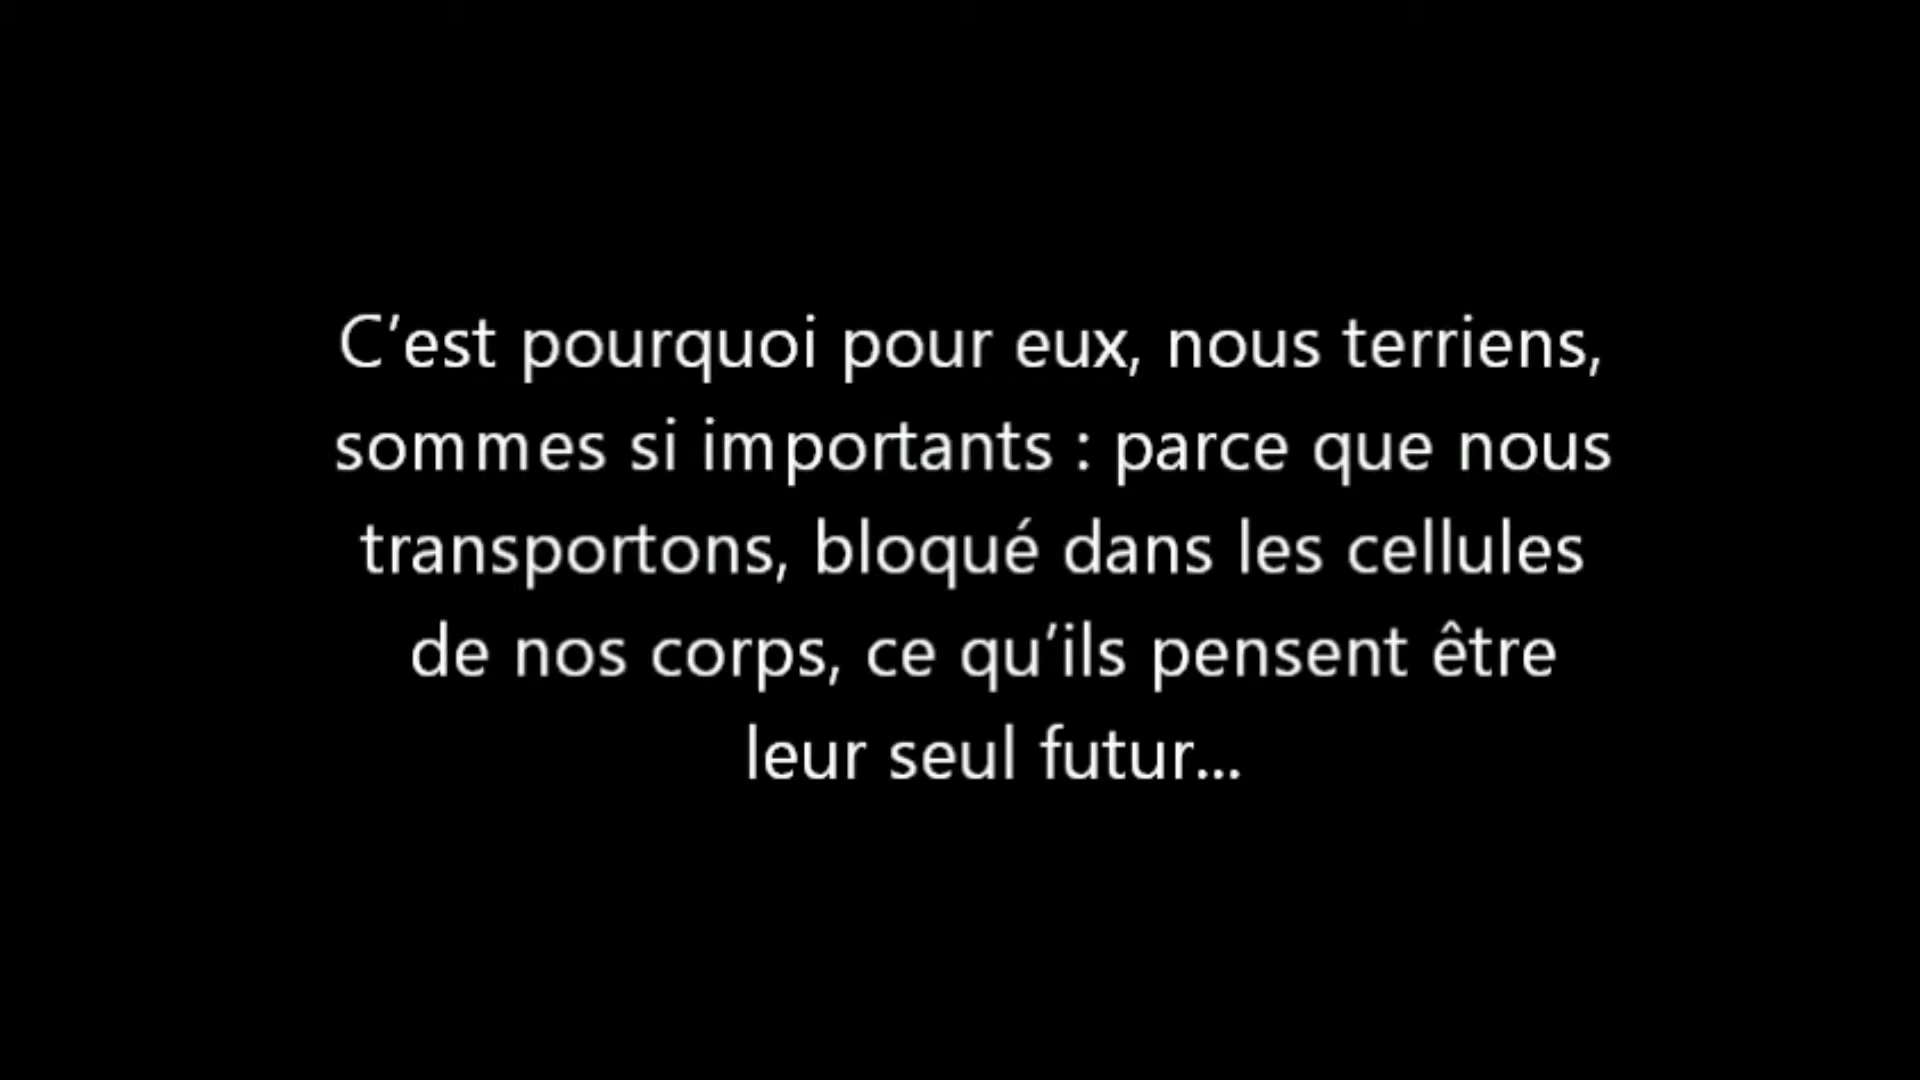 C’est pourquoi pour eux, nous terriens,
sommes si importants : parce que nous
transportons, bloqué dans les cellules
de nos corps, ce qu’ils pensent être
leur seul futur...